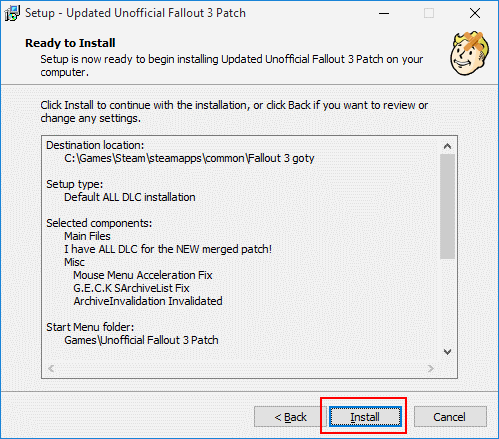 Setup - Updated Unofficial Fallout 3 Patch
Ready to Install
Setup is now ready to begin installing Updated Unofficial Fallout 3 Patch on your
computer.
Click Install to continue with the installation, or click Back if you want to review or
change any settings.
Destination location:
C:\Games\Steam\steamapps\common\Fallout 3 goty
Setup type:
Default ALL DLC installation
Selected components:
Main Files
I have ALL DLC for the NEW merged patch!
Misc
Mouse Menu Acceleration Fix
G.E.C.K SArchiveList Fix
ArchiveInvalidation Invalidated
Start Menu folder:
Games\Unofficial Fallout 3 Patch
< Back
Install
Cancel